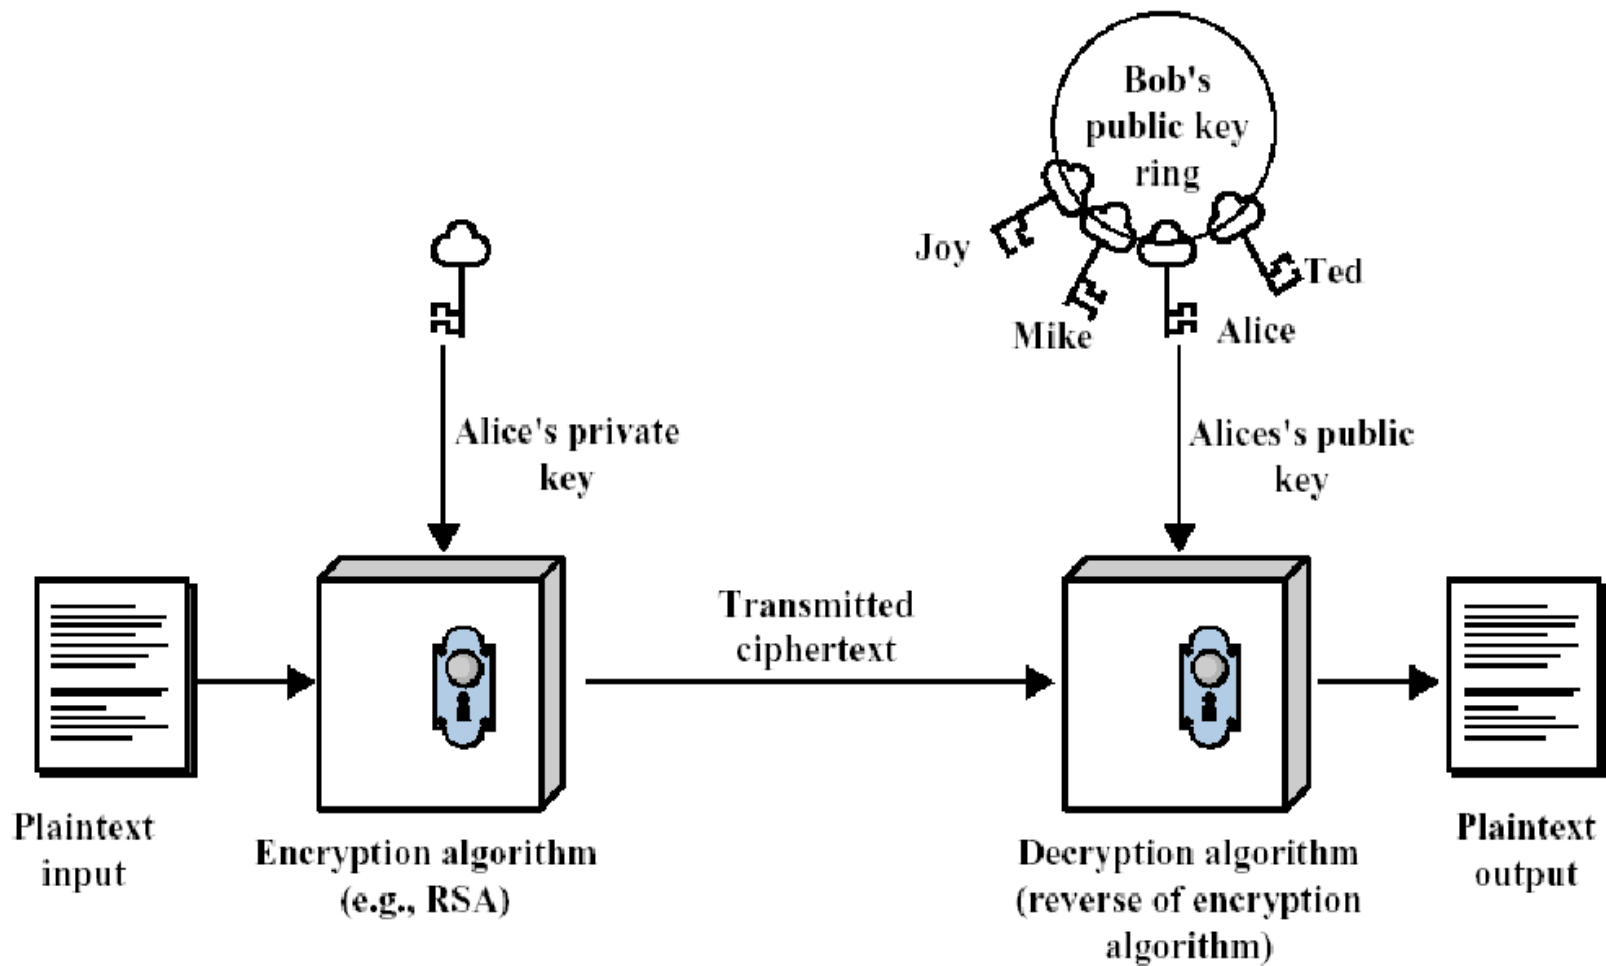 Bob's
public key
ring
Joy
Ted
Mike
Alice
Alice's private
key
Alices's public
key
Transmitted
ciphertext
Plaintext
input
Encryption algorithm
(e.g., RSA)
Decryption algorithm
(reverse of encryption
algorithm)
Plaintext
output